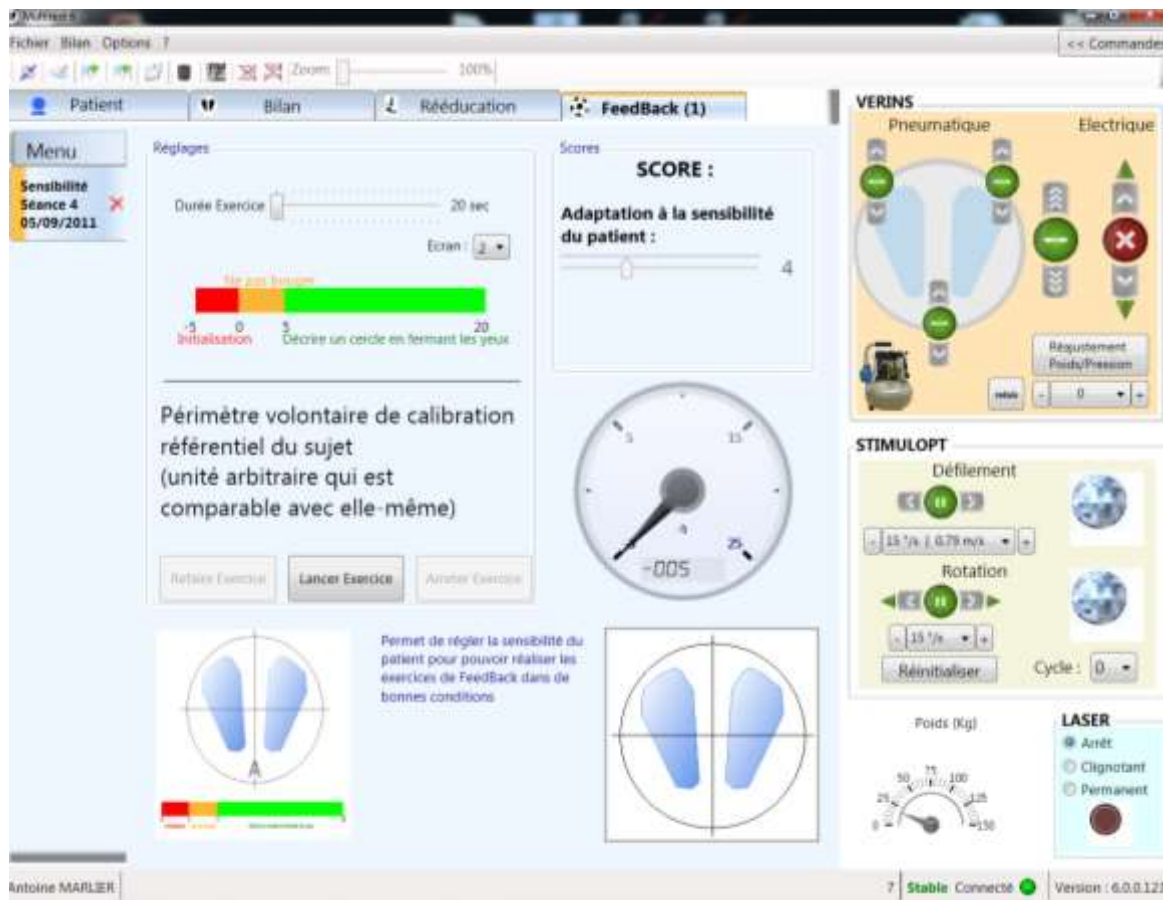 Multitest 6
Fichier Bilan Options ?
<< Commandes
Zoom 100%
Patient
Bilan
Rééducation
FeedBack (1)
Menu
Sensibilité
Séance 4
05/09/2011
Réglages
Durée Exercice 20 sec
Ecran : 2
Ne pas bouger
-5 0 5 20
Initialisation Décrire un cercle en fermant les yeux
Périmètre volontaire de calibration
référentiel du sujet
(unité arbitraire qui est
comparable avec elle-même)
Refaire Exercice
Lancer Exercice
Arreter Exercice
Scores
SCORE :
Adaptation à la sensibilité
du patient :
4
5 15
25
-005
A
Permet de régler la sensibilité du
patient pour pouvoir réaliser les
exercices de FeedBack dans de
bonnes conditions
VERINS
Pneumatique Electrique
Réajustement
Poids/Pression
- 0 +
STIMULOPT
Défilement
- 15 °/s | 0.79 m/s +
Rotation
- 15 °/s +
Réinitialiser
Cycle : 0
Poids (Kg)
0 25 50 75 100 125 150
LASER
Arrêt
Clignotant
Permanent
Antoine MARLIER
7 Stable Connecté
Version : 6.0.0.121